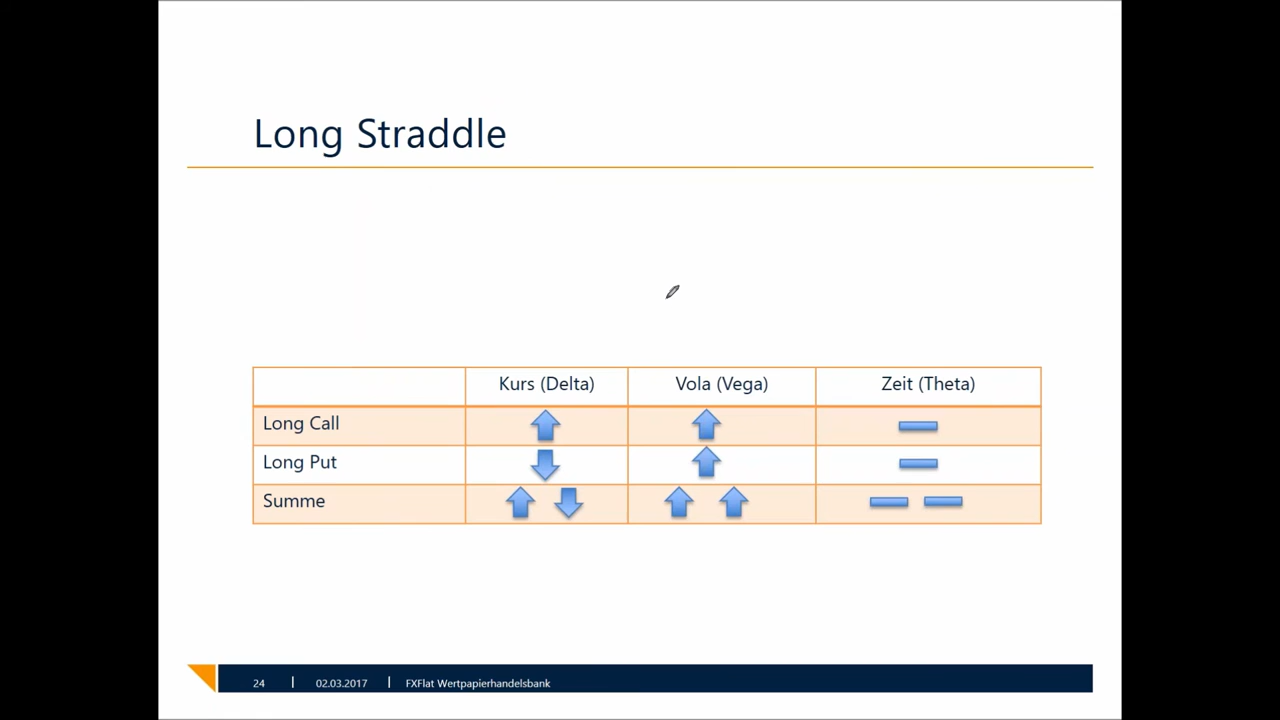 Long Straddle
Kurs (Delta) Vola (Vega) Zeit (Theta)
Long Call
Long Put
Summe
24 | 02.03.2017 | FXFlat Wertpapierhandelsbank